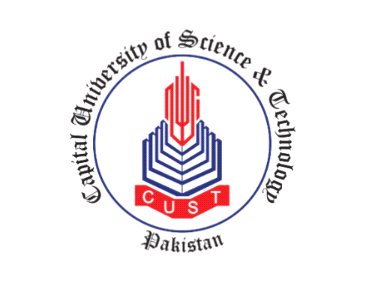 Capital University of Science & Technology
CUST
Pakistan